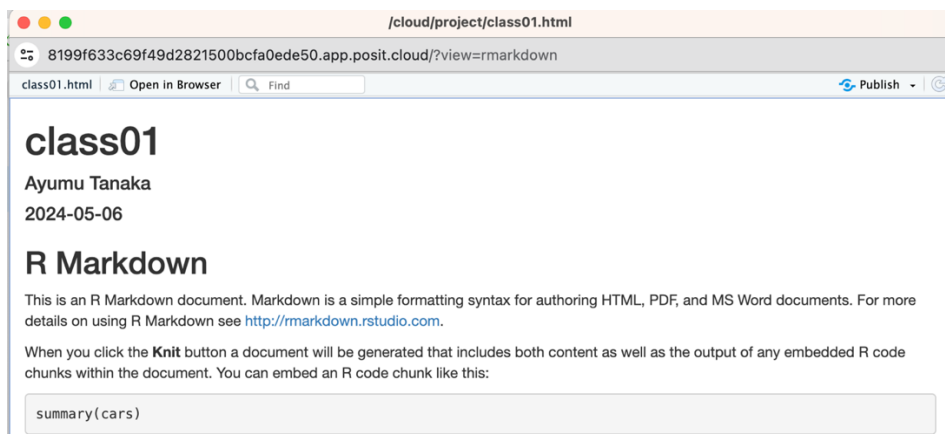 /cloud/project/class01.html
8199f633c69f49d2821500bcfa0ede50.app.posit.cloud/?view=rmarkdown
class01.html Open in Browser Find Publish
class01
Ayumu Tanaka
2024-05-06
R Markdown
This is an R Markdown document. Markdown is a simple formatting syntax for authoring HTML, PDF, and MS Word documents. For more
details on using R Markdown see http://rmarkdown.rstudio.com.
When you click the Knit button a document will be generated that includes both content as well as the output of any embedded R code
chunks within the document. You can embed an R code chunk like this:
summary(cars)